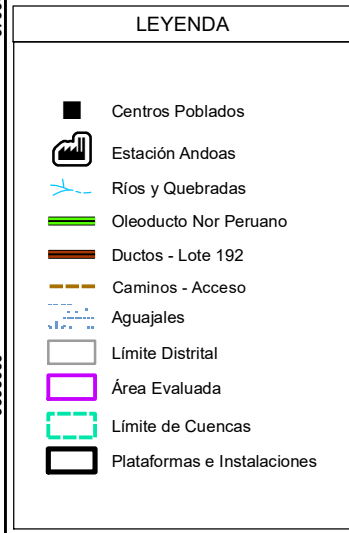 LEYENDA
Centros Poblados
Estación Andoas
Ríos y Quebradas
Oleoducto Nor Peruano
Ductos - Lote 192
Caminos - Acceso
Aguajales
Límite Distrital
Área Evaluada
Límite de Cuencas
Plataformas e Instalaciones